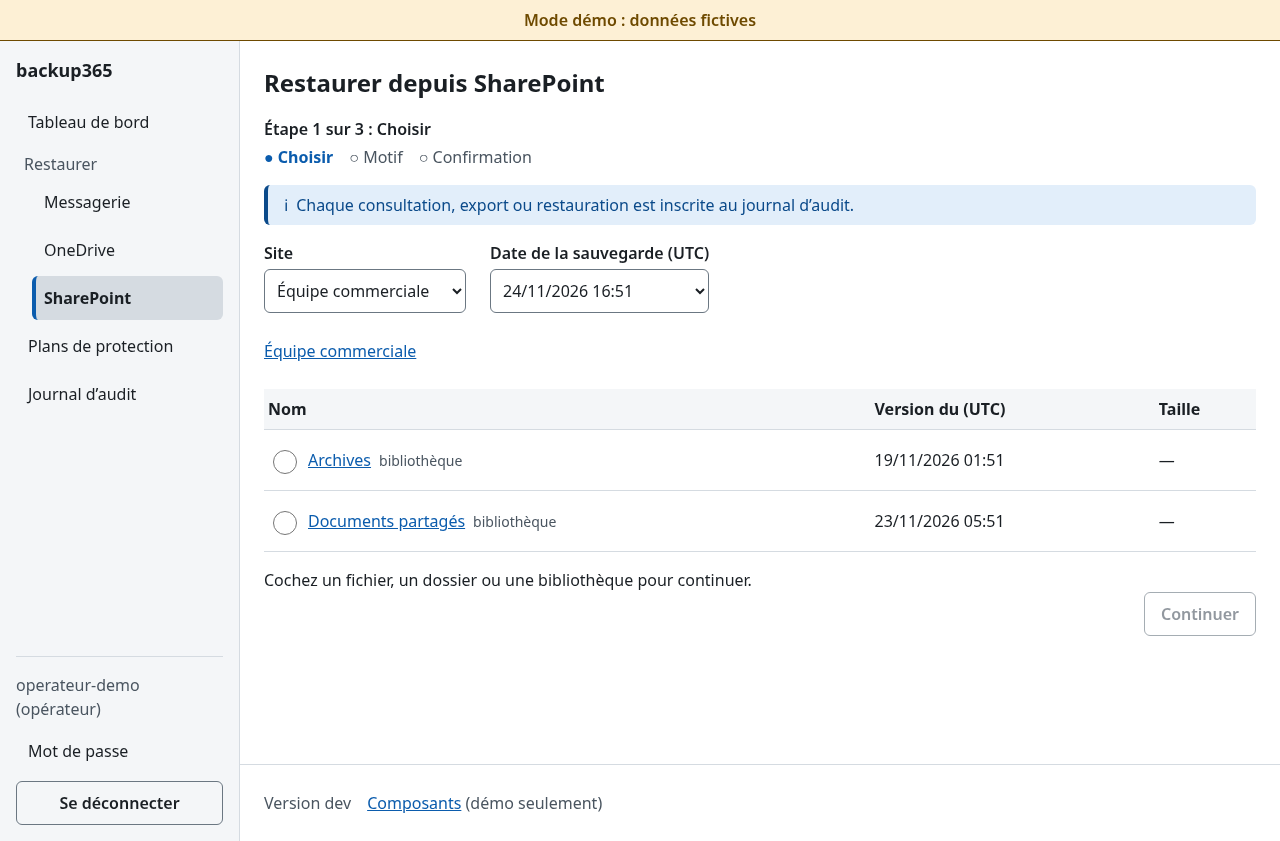 Mode démo : données fictives
backup365
Tableau de bord
Restaurer
Messagerie
OneDrive
SharePoint
Plans de protection
Journal d’audit
operateur-demo
(opérateur)
Mot de passe
Se déconnecter
Restaurer depuis SharePoint
Étape 1 sur 3 : Choisir
● Choisir ○ Motif ○ Confirmation
i Chaque consultation, export ou restauration est inscrite au journal d’audit.
Site Date de la sauvegarde (UTC)
Équipe commerciale 24/11/2026 16:51
Équipe commerciale
Nom Version du (UTC) Taille
Archives bibliothèque 19/11/2026 01:51 —
Documents partagés bibliothèque 23/11/2026 05:51 —
Cochez un fichier, un dossier ou une bibliothèque pour continuer.
Continuer
Version dev Composants (démo seulement)